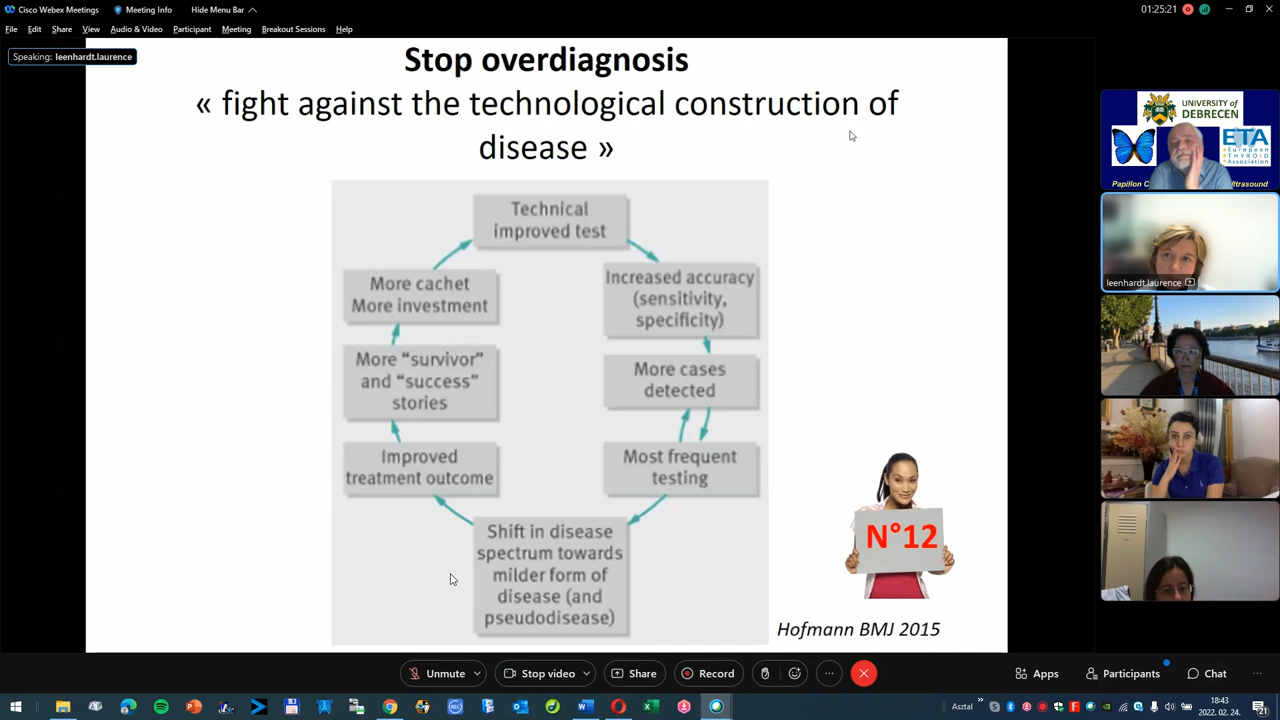 Cisco Webex Meetings
Meeting Info
Hide Menu Bar
01:25:21
File Edit Share View Audio & Video Participant Meeting Breakout Sessions Help
Speaking: leenhardt.laurence
Stop overdiagnosis
« fight against the technological construction of
disease »
Technical
improved test
Increased accuracy
(sensitivity,
specificity)
More cases
detected
Most frequent
testing
Shift in disease
spectrum towards
milder form of
disease (and
pseudodisease)
Improved
treatment outcome
More “survivor”
and “success”
stories
More cachet
More investment
N°12
Hofmann BMJ 2015
UNIVERSITY of
DEBRECEN
ETA
European
THYROID
Association
Papillon C
ltrasound
leenhardt.laurence
Unmute
Stop video
Share
Record
Apps
Participants
Chat
Asztal
18:43
2022. 02. 24.